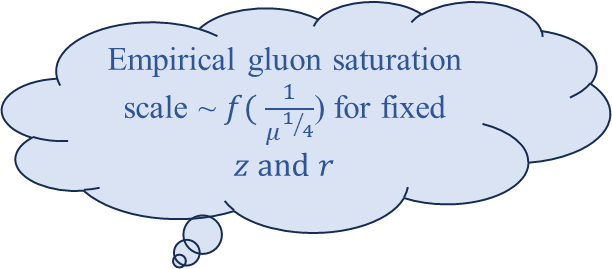 Empirical gluon saturation
scale ~ f( 1/μ^{1/4} ) for fixed
z and r